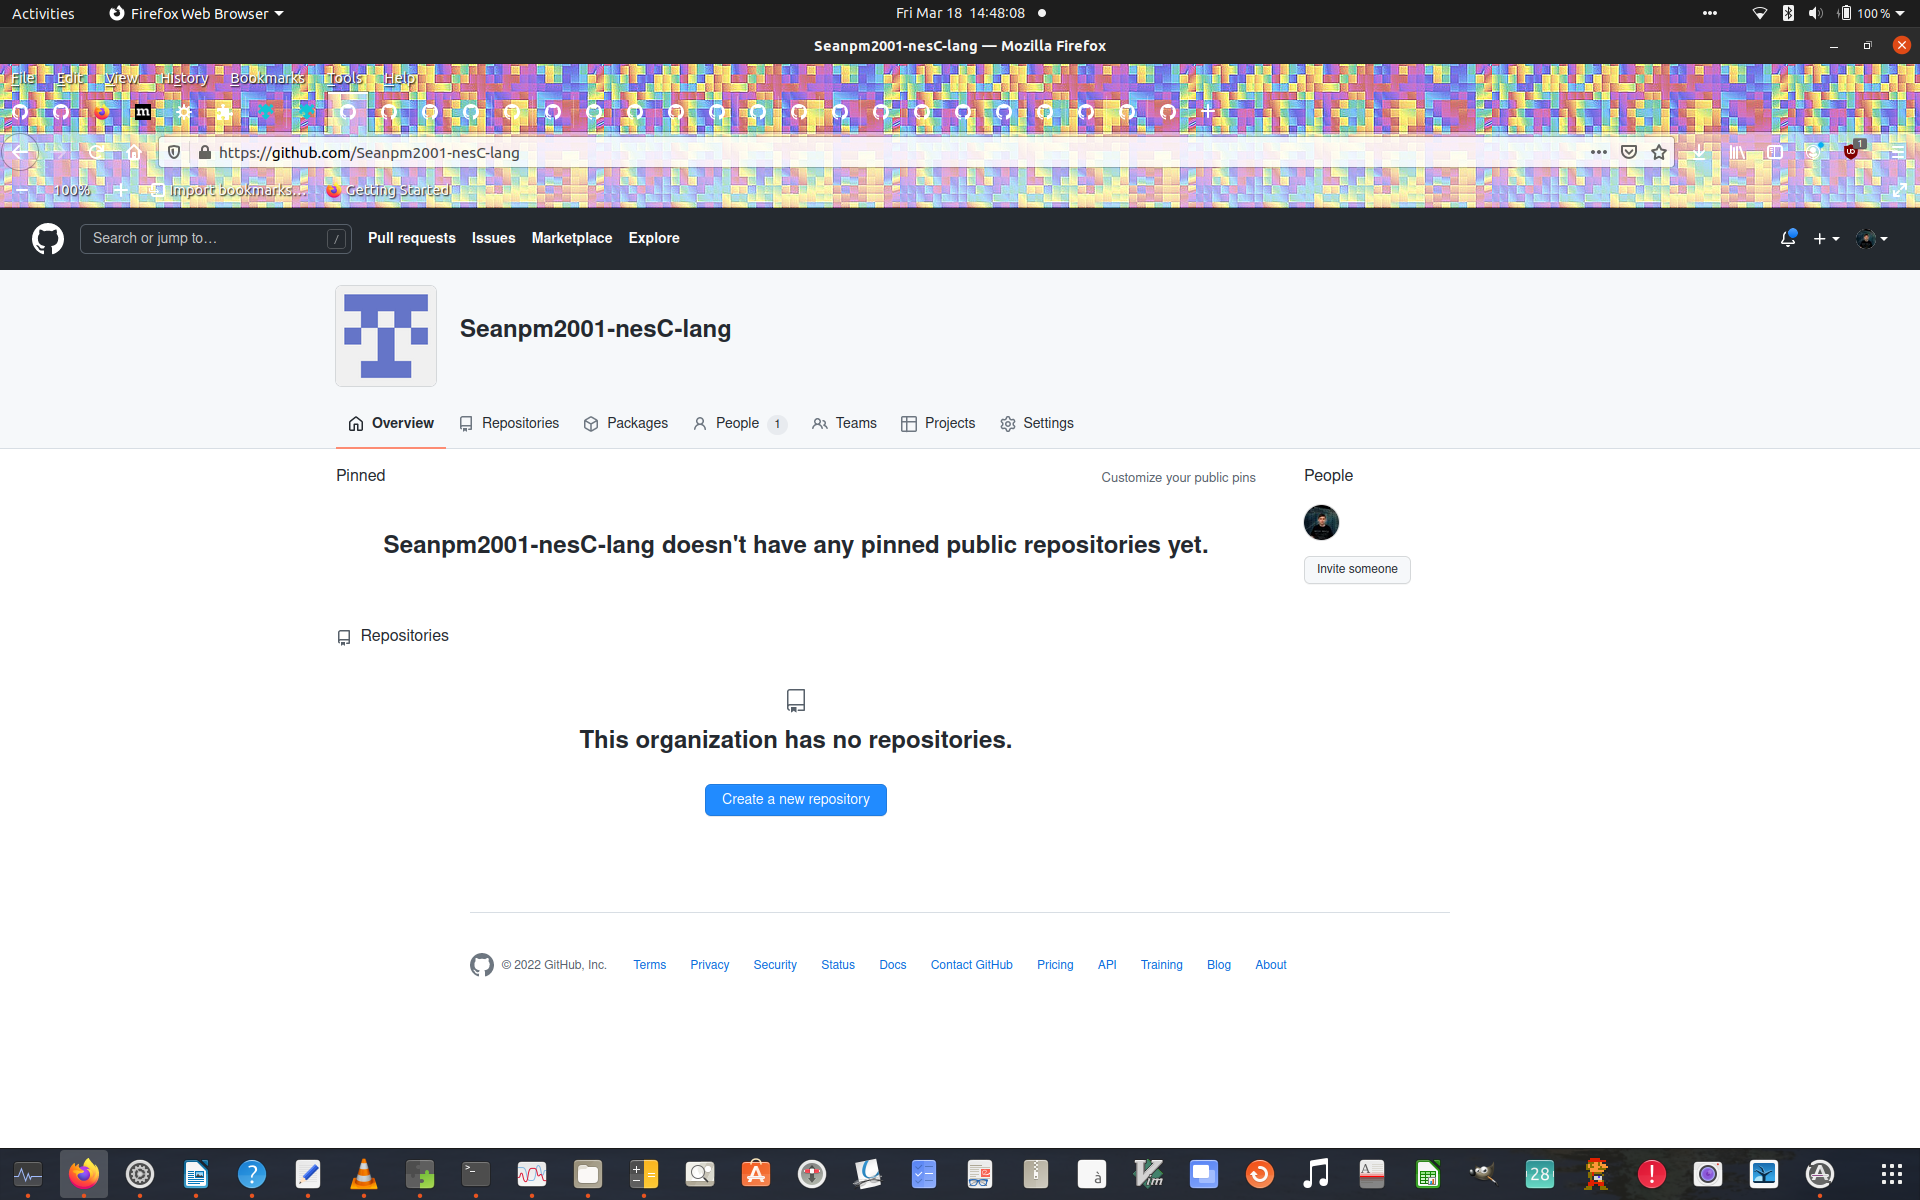 Activities Firefox Web Browser Fri Mar 18 14:48:08 100 %
Seanpm2001-nesC-lang — Mozilla Firefox
File Edit View History Bookmarks Tools Help
m
https://github.com/Seanpm2001-nesC-lang 1
100% Import bookmarks... Getting Started
Search or jump to… / Pull requests Issues Marketplace Explore
Seanpm2001-nesC-lang
Overview Repositories Packages People 1 Teams Projects Settings
Pinned Customize your public pins People
Seanpm2001-nesC-lang doesn't have any pinned public repositories yet.
Invite someone
Repositories
This organization has no repositories.
Create a new repository
© 2022 GitHub, Inc. Terms Privacy Security Status Docs Contact GitHub Pricing API Training Blog About
28